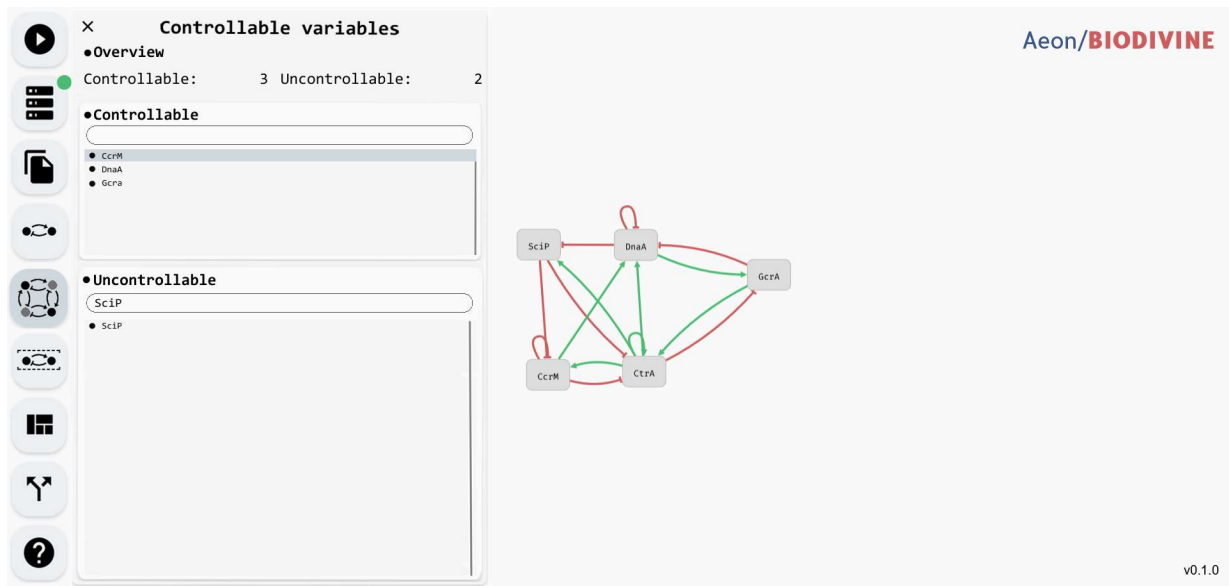 × Controllable variables
●Overview
Controllable: 3 Uncontrollable: 2
●Controllable
● CcrM
● DnaA
● Gcra
●Uncontrollable
SciP
● SciP
Aeon/BIODIVINE
SciP
DnaA
GcrA
CcrM
CtrA
v0.1.0